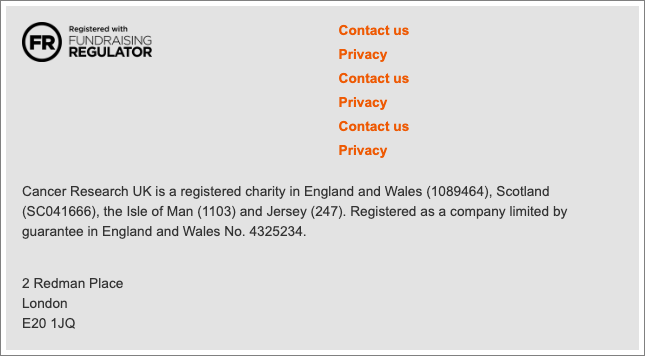 FR
Registered with
FUNDRAISING
REGULATOR
Contact us
Privacy
Contact us
Privacy
Contact us
Privacy
Cancer Research UK is a registered charity in England and Wales (1089464), Scotland
(SC041666), the Isle of Man (1103) and Jersey (247). Registered as a company limited by
guarantee in England and Wales No. 4325234.
2 Redman Place
London
E20 1JQ